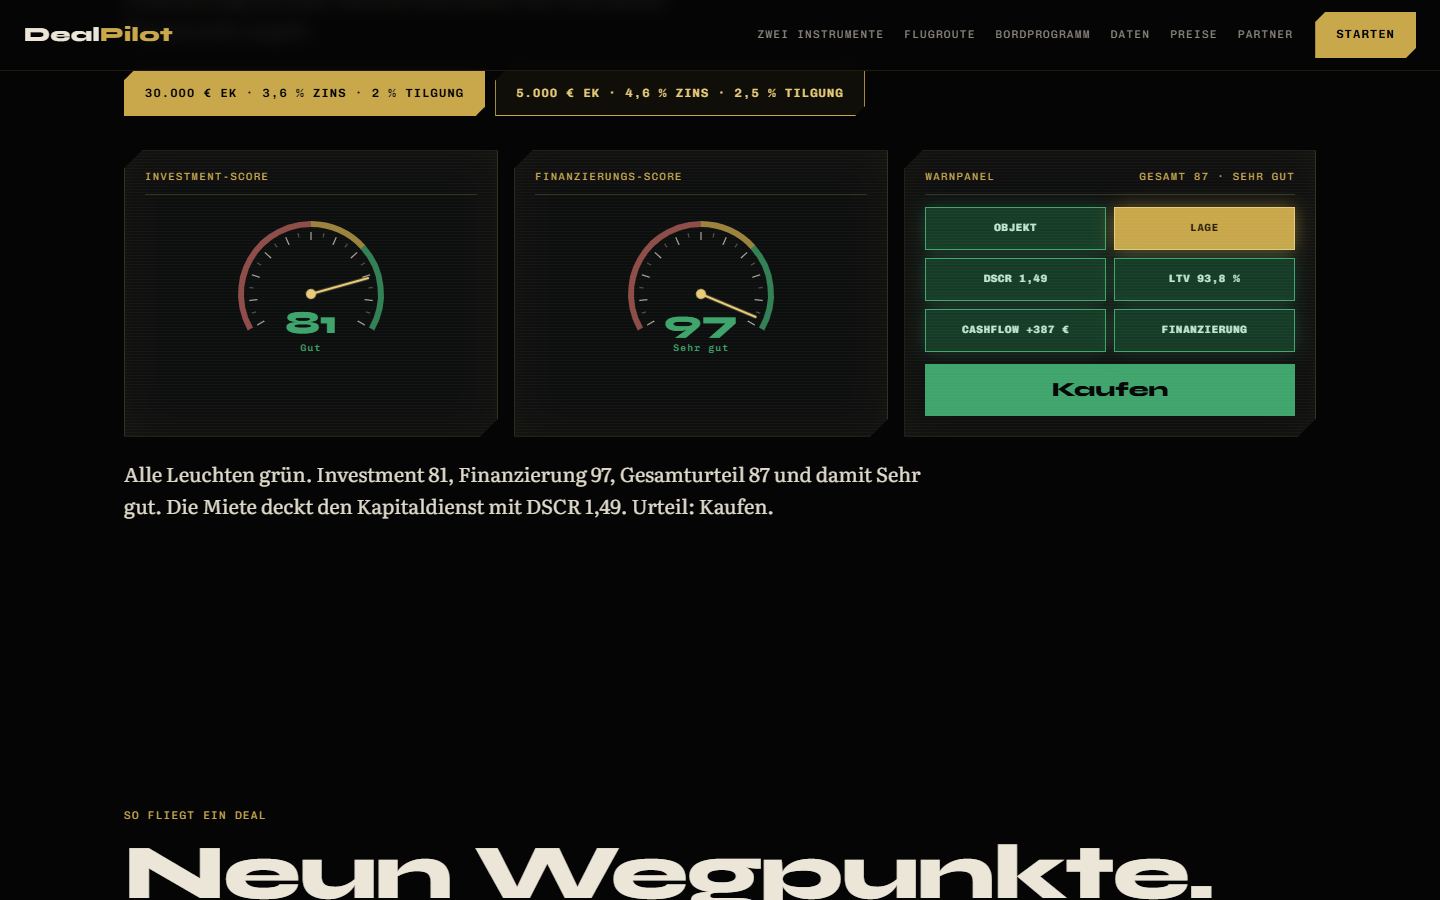 DealPilot
ZWEI INSTRUMENTE FLUGROUTE BORDPROGRAMM DATEN PREISE PARTNER STARTEN
30.000 € EK · 3,6 % ZINS · 2 % TILGUNG
5.000 € EK · 4,6 % ZINS · 2,5 % TILGUNG
INVESTMENT-SCORE
81
Gut
FINANZIERUNGS-SCORE
97
Sehr gut
WARNPANEL GESAMT 87 · SEHR GUT
OBJEKT LAGE
DSCR 1,49 LTV 93,8 %
CASHFLOW +387 € FINANZIERUNG
Kaufen
Alle Leuchten grün. Investment 81, Finanzierung 97, Gesamturteil 87 und damit Sehr
gut. Die Miete deckt den Kapitaldienst mit DSCR 1,49. Urteil: Kaufen.
SO FLIEGT EIN DEAL
Neun Wegpunkte.